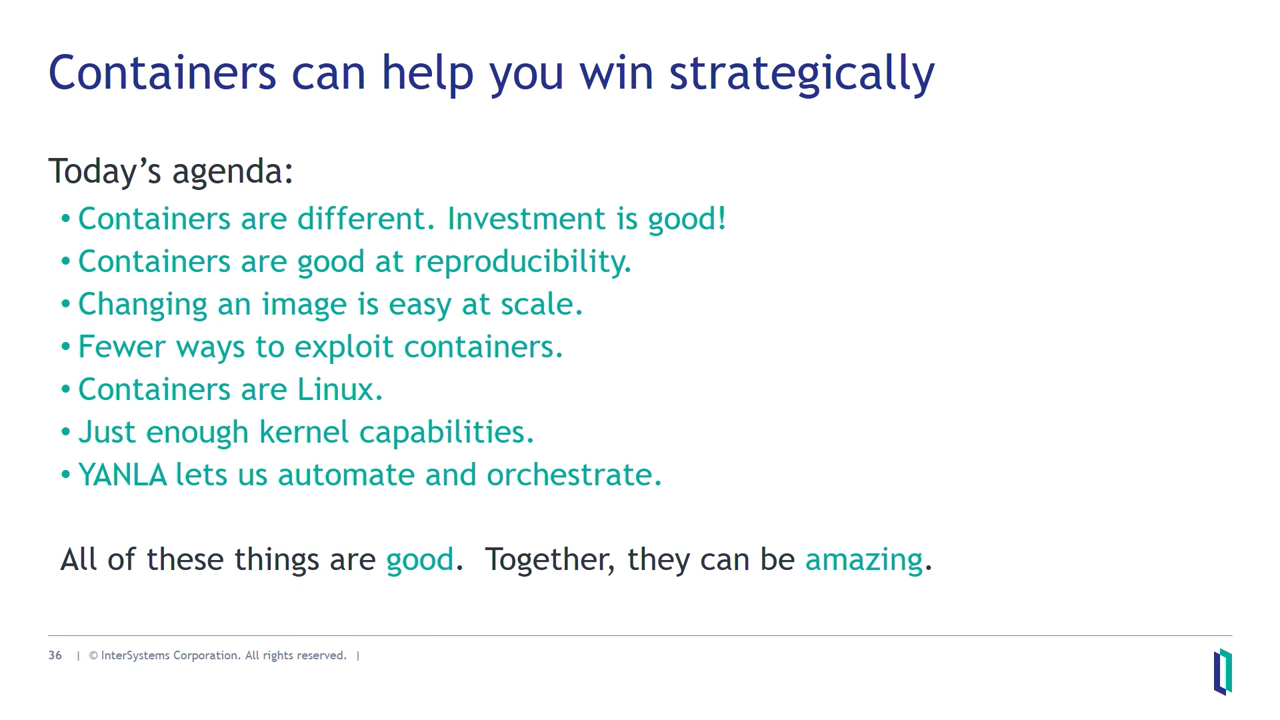 Containers can help you win strategically
Today’s agenda:
• Containers are different. Investment is good!
• Containers are good at reproducibility.
• Changing an image is easy at scale.
• Fewer ways to exploit containers.
• Containers are Linux.
• Just enough kernel capabilities.
• YANLA lets us automate and orchestrate.
All of these things are good. Together, they can be amazing.
36 | © InterSystems Corporation. All rights reserved. |